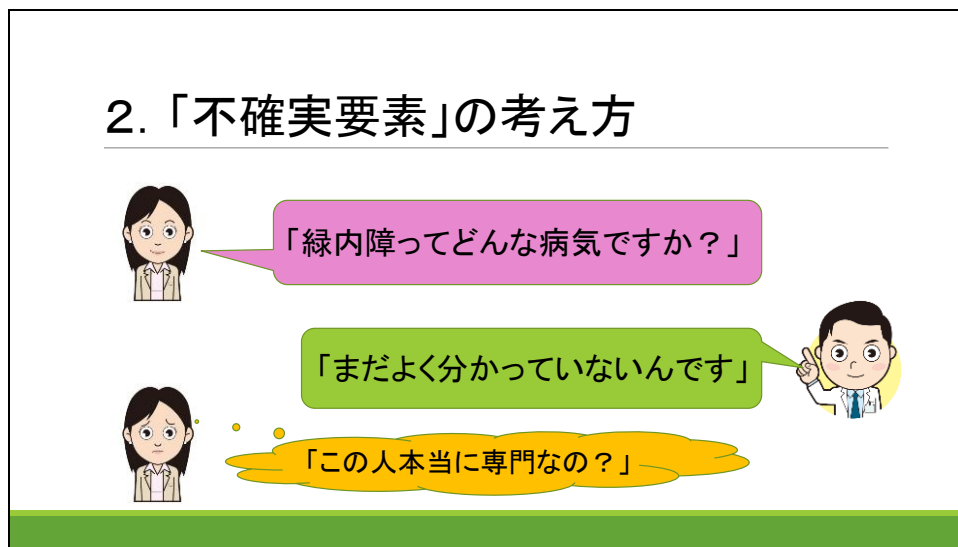 ２．「不確実要素」の考え方
「緑内障ってどんな病気ですか？」
「まだよく分かっていないんです」
「この人本当に専門なの？」